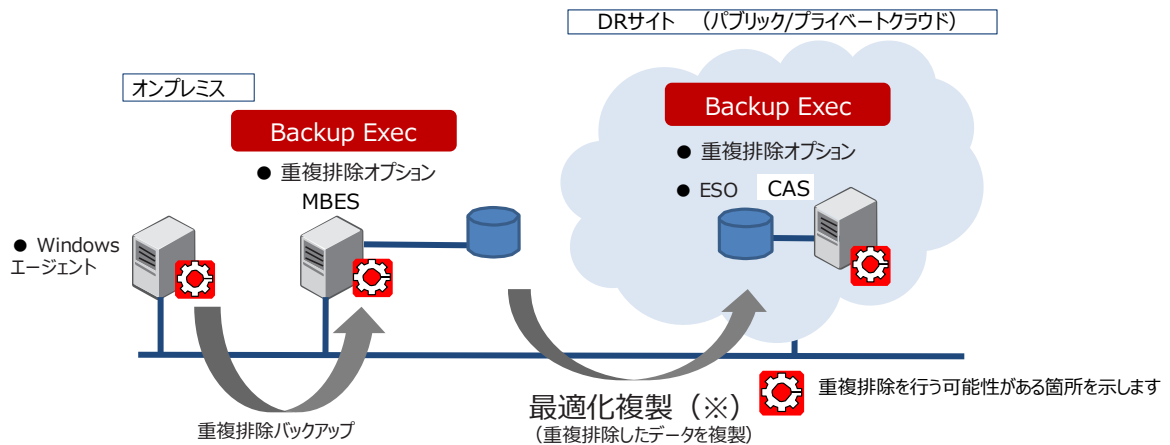 DRサイト (パブリック/プライベートクラウド)
オンプレミス
Backup Exec
● 重複排除オプション
MBES
● Windows
エージェント
Backup Exec
● 重複排除オプション
● ESO
CAS
重複排除バックアップ
最適化複製（※）
（重複排除したデータを複製）
重複排除を行う可能性がある箇所を示します